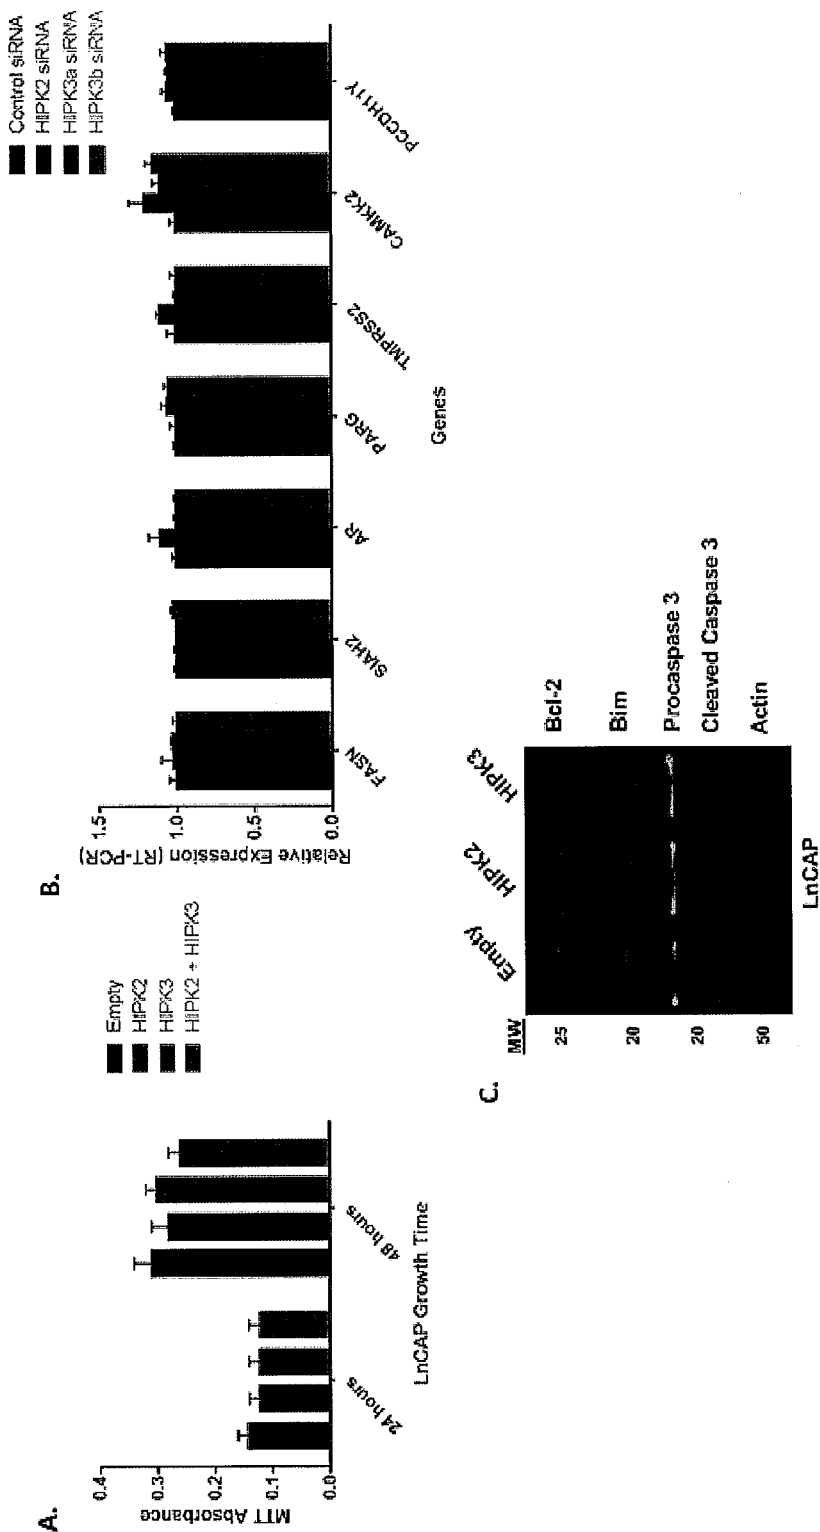 A.
MTT Absorbance
0.4
0.3
0.2
0.1
0.0
24 hours
48 hours
LnCAP Growth Time
Empty
HIPK2
HIPK3
HIPK2 + HIPK3
B.
Relative Expression (RT-PCR)
1.5
1.0
0.5
0.0
FASN
SIAH2
AR
PARG
TMPRSS2
CAMKK2
PCCDH11Y
Genes
Control siRNA
HIPK2 siRNA
HIPK3a siRNA
HIPK3b siRNA
C.
MW
Empty
HIPK2
HIPK3
25
Bcl-2
20
Bim
Procaspase 3
20
Cleaved Caspase 3
50
Actin
LnCAP